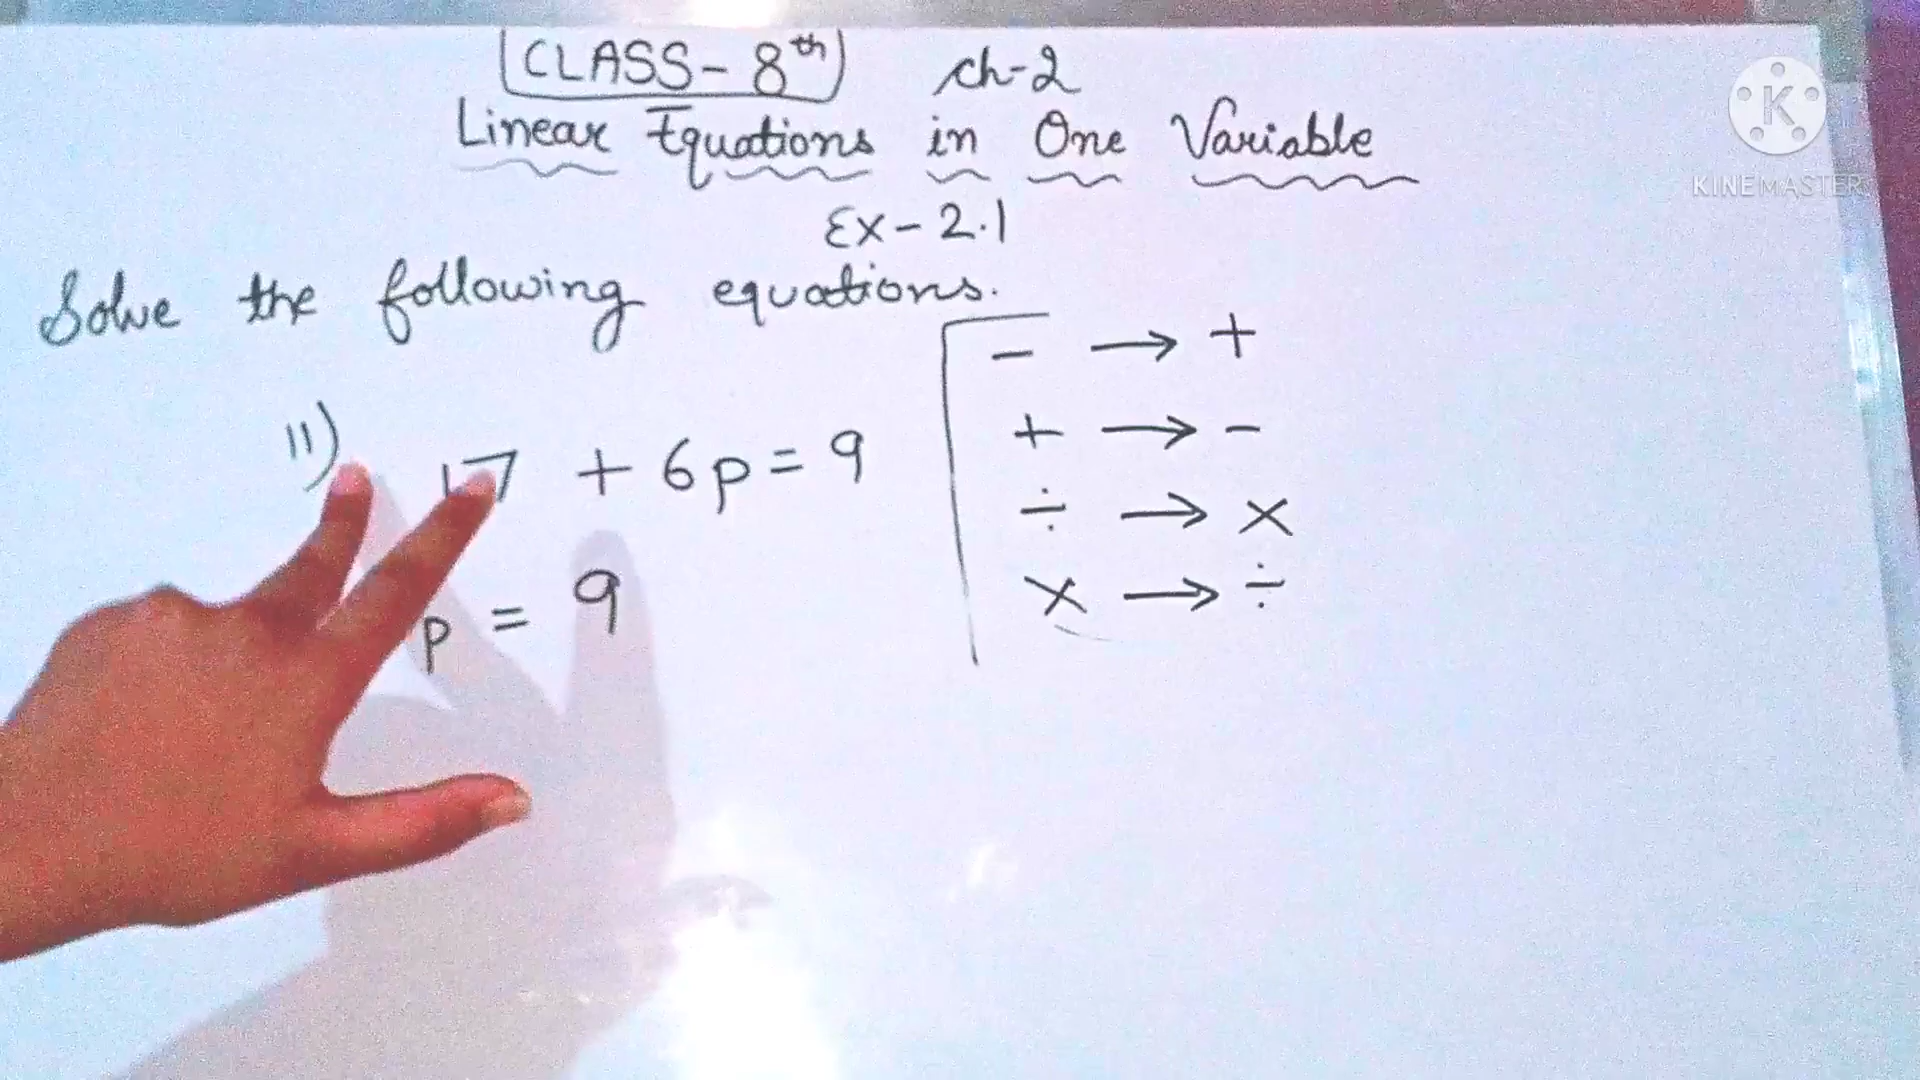 CLASS-8th ch-2
Linear Equations in One Variable
Ex-2.1
Solve the following equations.
- → +
+ → -
÷ → ×
× → ÷
11) 17 + 6p = 9
p = 9
K
KINEMASTER